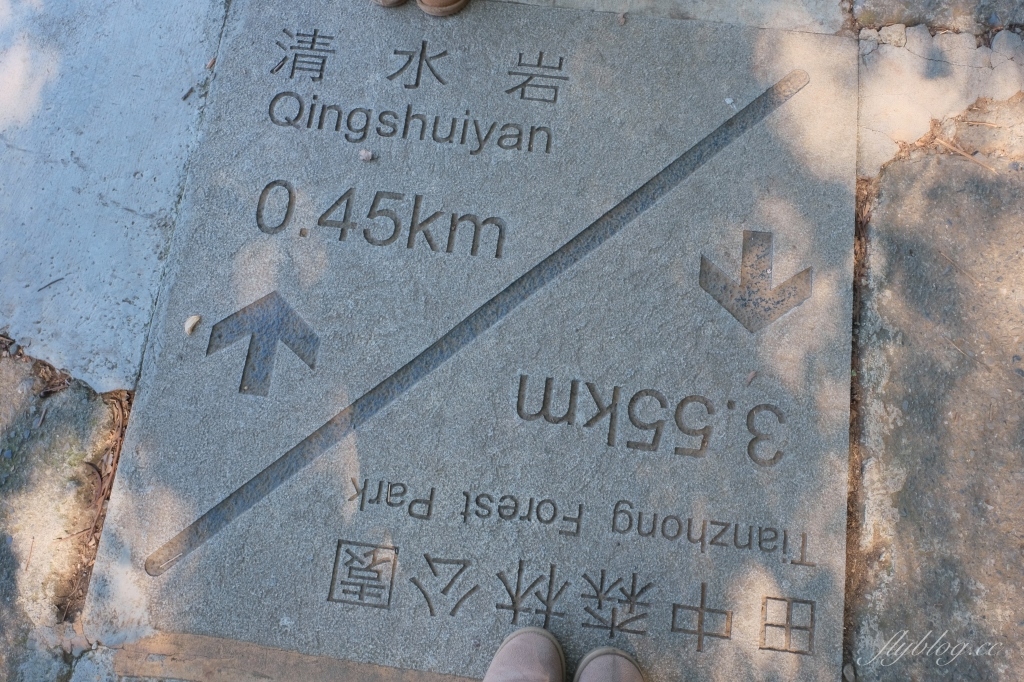 清水岩
Qingshuiyan
0.45km
田中森林公園
Tianzhong Forest Park
3.55km
flyblog.cc